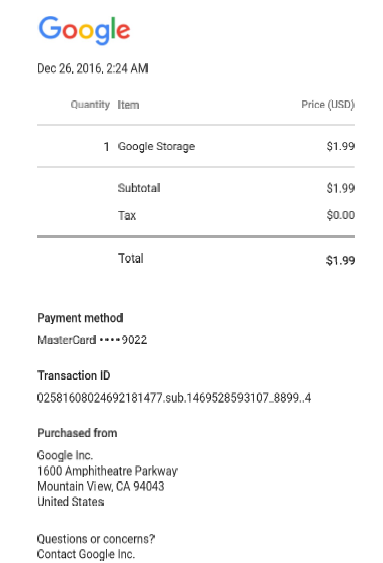 Google
Dec 26, 2016, 2:24 AM
Quantity Item Price (USD)
1 Google Storage $1.99
Subtotal $1.99
Tax $0.00
Total $1.99
Payment method
MasterCard ••••9022
Transaction ID
02581608024692181477.sub.1469528593107_8899..4
Purchased from
Google Inc.
1600 Amphitheatre Parkway
Mountain View, CA 94043
United States
Questions or concerns?
Contact Google Inc.